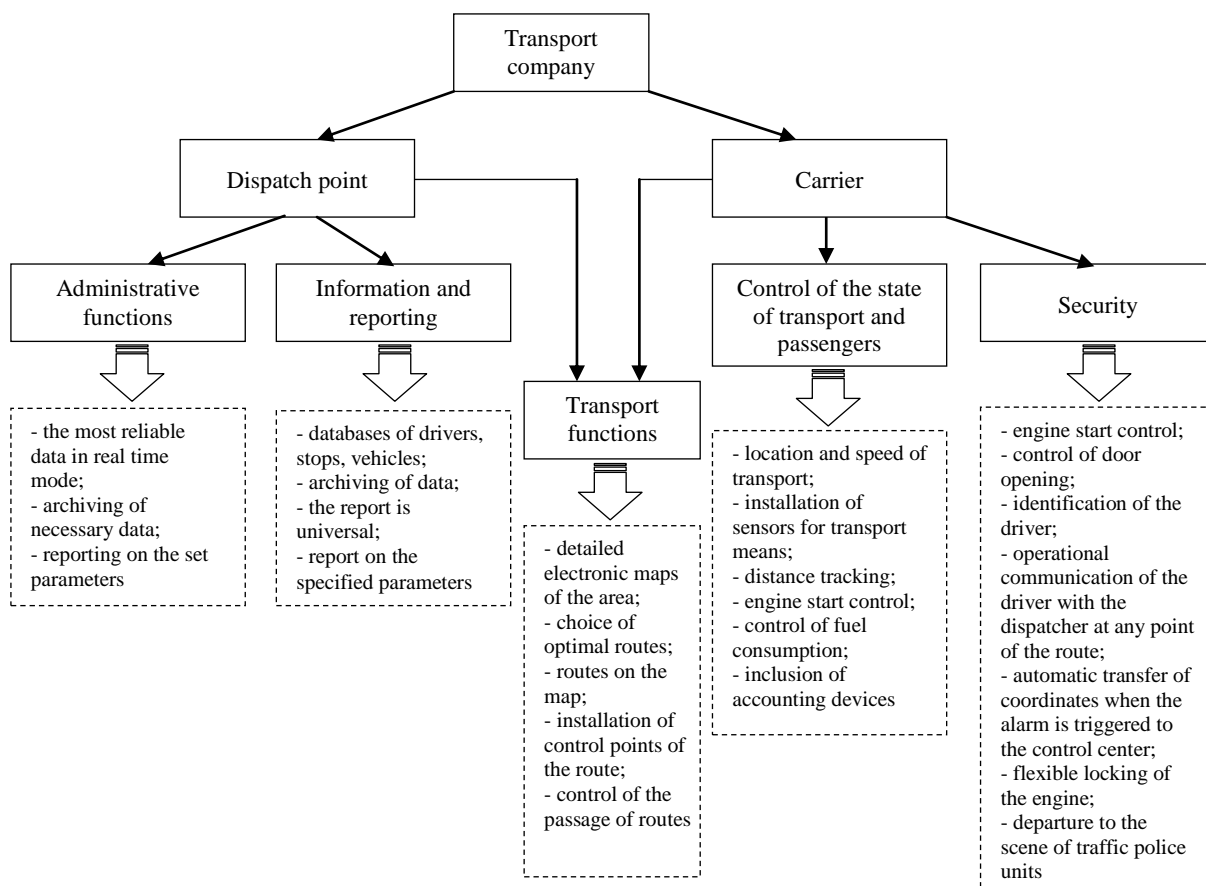 Transport
company
Dispatch point
Carrier
Administrative
functions
Information and
reporting
Control of the state
of transport and
passengers
Security
Transport
functions
- the most reliable
data in real time
mode;
- archiving of
necessary data;
- reporting on the set
parameters
- databases of drivers,
stops, vehicles;
- archiving of data;
- the report is
universal;
- report on the
specified parameters
- detailed
electronic maps
of the area;
- choice of
optimal routes;
- routes on the
map;
- installation of
control points of
the route;
- control of the
passage of routes
- location and speed of
transport;
- installation of
sensors for transport
means;
- distance tracking;
- engine start control;
- control of fuel
consumption;
- inclusion of
accounting devices
- engine start control;
- control of door
opening;
- identification of the
driver;
- operational
communication of the
driver with the
dispatcher at any point
of the route;
- automatic transfer of
coordinates when the
alarm is triggered to
the control center;
- flexible locking of
the engine;
- departure to the
scene of traffic police
units